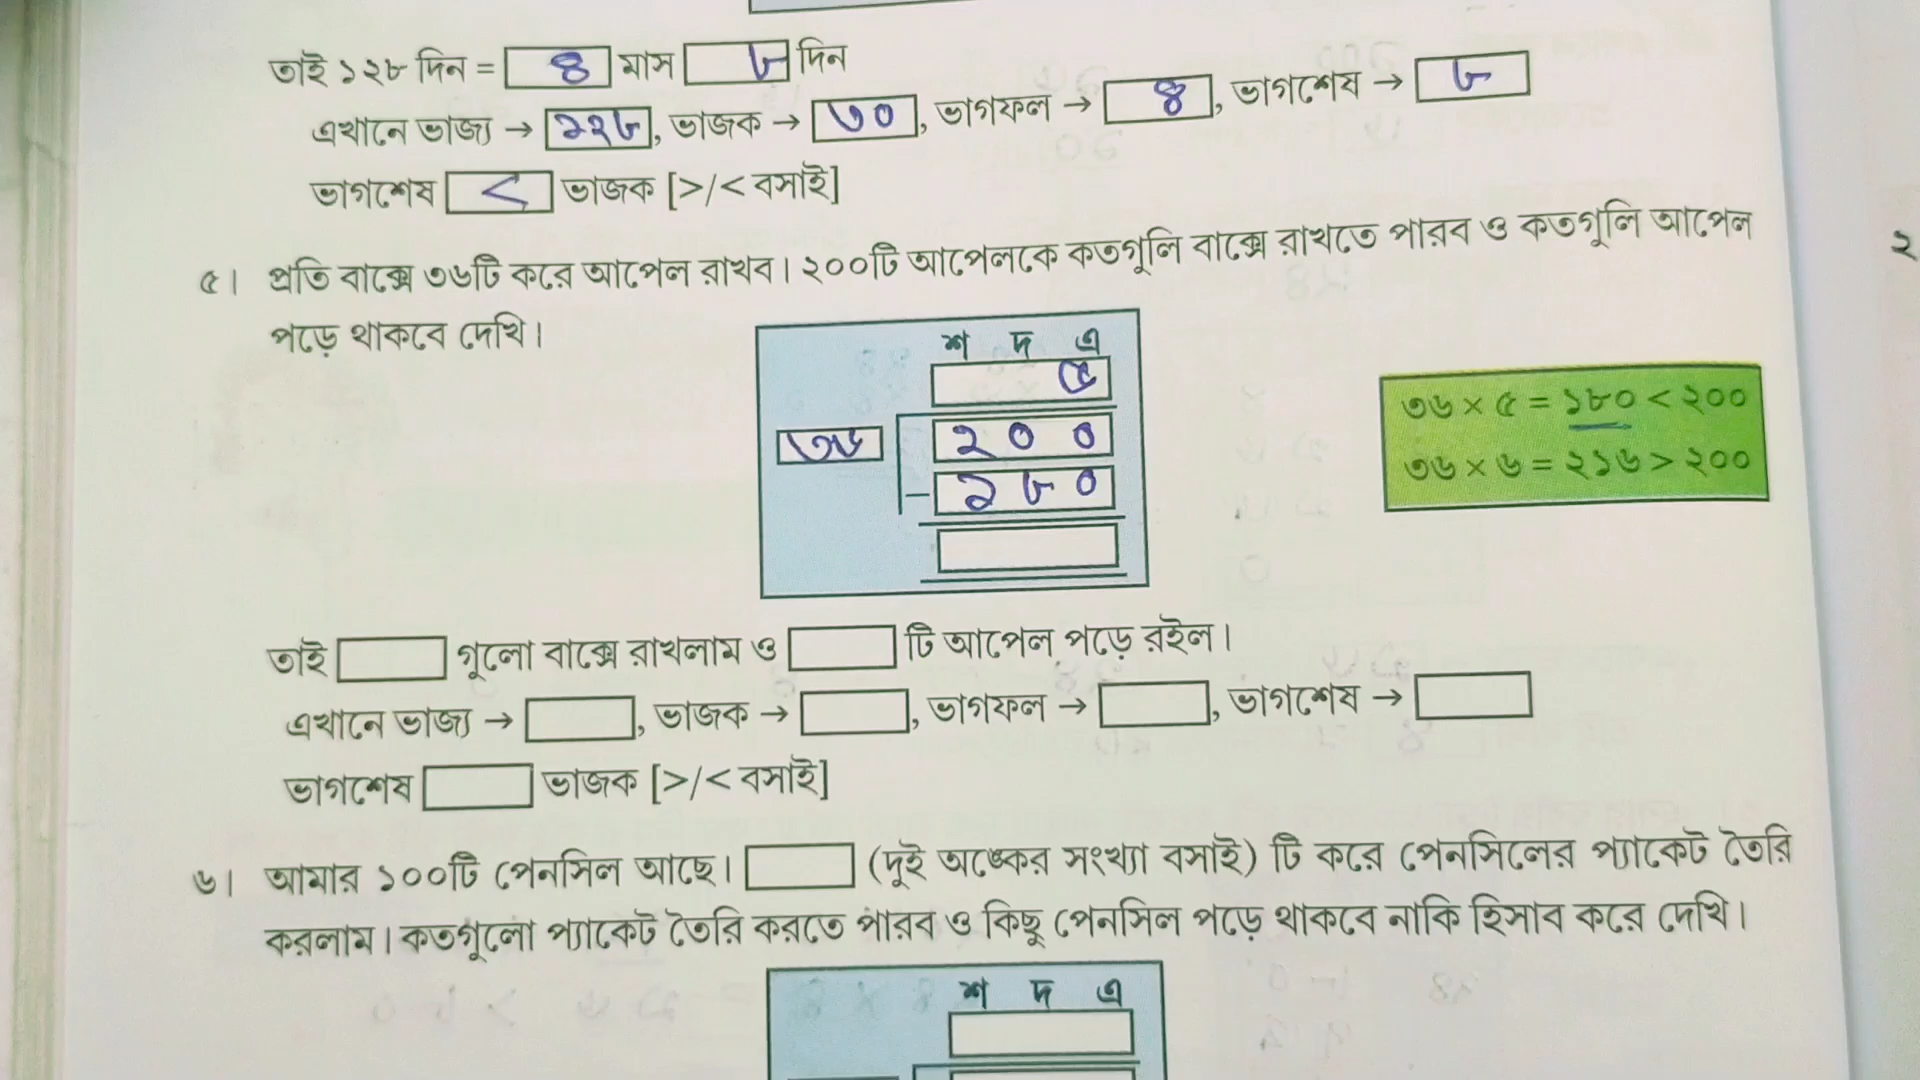 তাই ১২৮ দিন = ৪ মাস ৮ দিন
এখানে ভাজ্য → ১২৮, ভাজক → ৩০, ভাগফল → ৪, ভাগশেষ → ৮
ভাগশেষ < ভাজক [>/< বসাই]
৫। প্রতি বাক্সে ৩৬টি করে আপেল রাখব। ২০০টি আপেলকে কতগুলি বাক্সে রাখতে পারব ও কতগুলি আপেল
পড়ে থাকবে দেখি।
শ দ এ
৫
৩৬ ২ ০ ০
- ১ ৮ ০
৩৬ × ৫ = ১৮০ < ২০০
৩৬ × ৬ = ২১৬ > ২০০
তাই গুলো বাক্সে রাখলাম ও টি আপেল পড়ে রইল।
এখানে ভাজ্য → , ভাজক → , ভাগফল → , ভাগশেষ →
ভাগশেষ ভাজক [>/< বসাই]
৬। আমার ১০০টি পেনসিল আছে। (দুই অঙ্কের সংখ্যা বসাই) টি করে পেনসিলের প্যাকেট তৈরি
করলাম। কতগুলো প্যাকেট তৈরি করতে পারব ও কিছু পেনসিল পড়ে থাকবে নাকি হিসাব করে দেখি।
শ দ এ
২